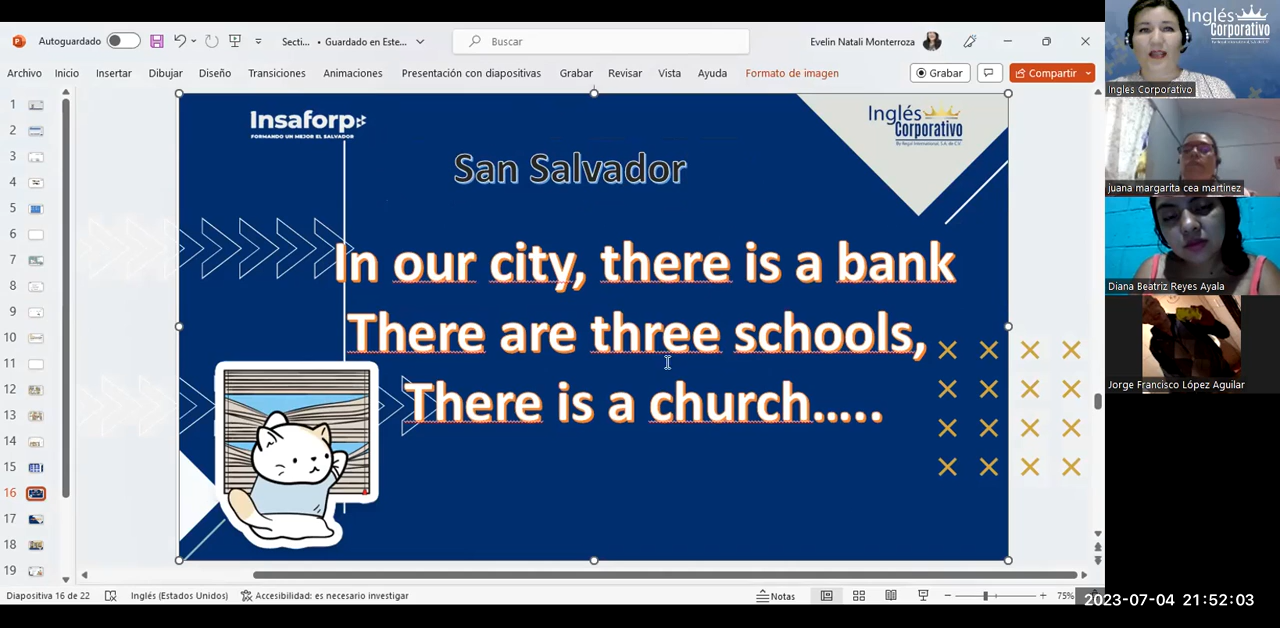 Autoguardado
Secti... • Guardado en Este...
Buscar
Evelin Natali Monterroza
Archivo Inicio Insertar Dibujar Diseño Transiciones Animaciones Presentación con diapositivas Grabar Revisar Vista Ayuda Formato de imagen
Grabar
Compartir
1
2
3
4
5
6
7
8
9
10
11
12
13
14
15
16
17
18
19
Insaforp
FORMANDO UN MEJOR EL SALVADOR
Inglés
Corporativo
By Regal International, S.A. de C.V.
San Salvador
In our city, there is a bank
There are three schools,
There is a church.....
Diapositiva 16 de 22
Inglés (Estados Unidos)
Accesibilidad: es necesario investigar
Notas
75%
Inglés
Corporativo
Ingles Corporativo
juana margarita cea martinez
Diana Beatriz Reyes Ayala
Jorge Francisco López Aguilar
2023-07-04 21:52:03